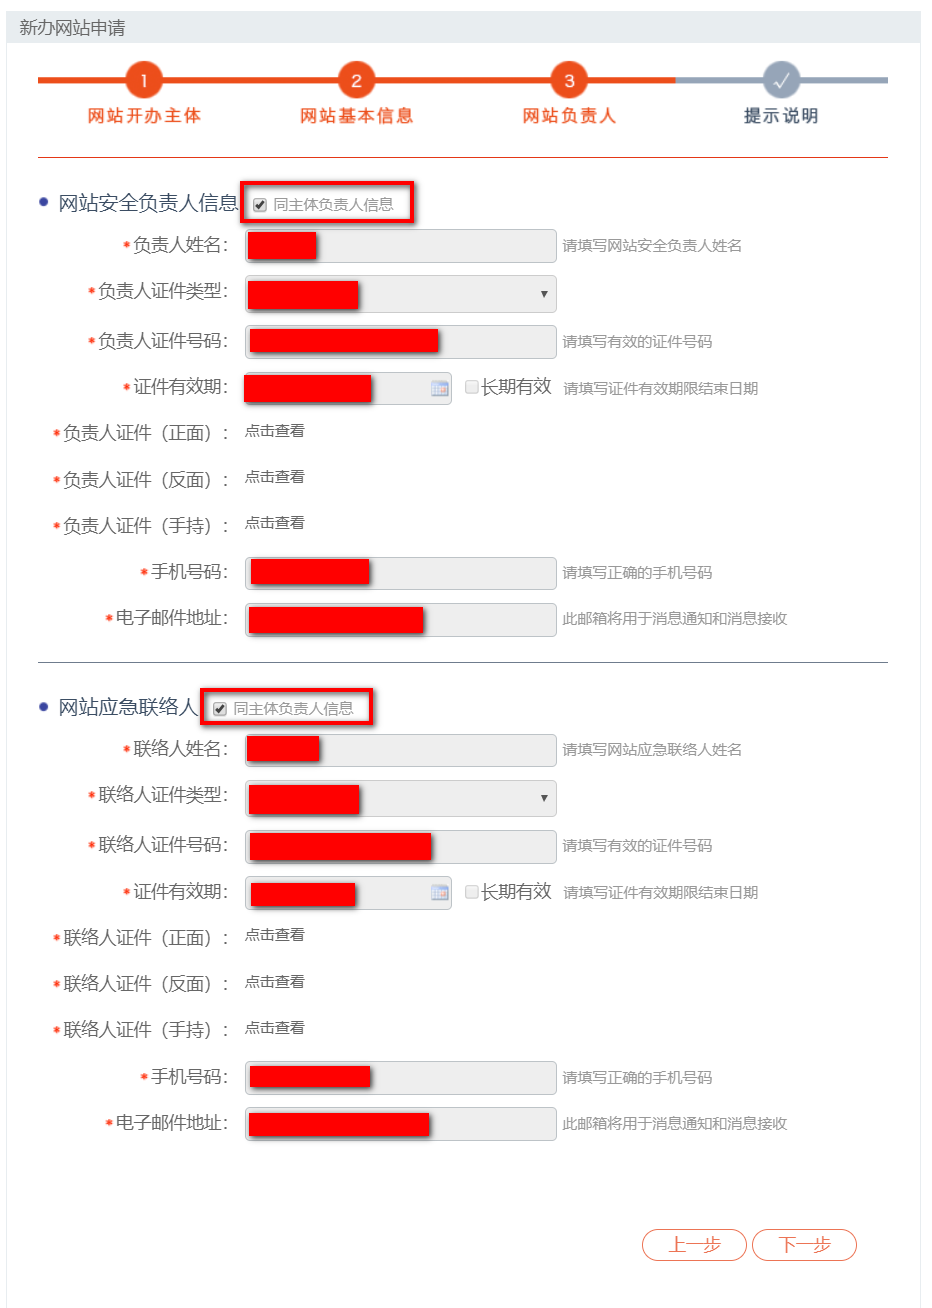 新办网站申请
1 2 3
网站开办主体 网站基本信息 网站负责人 提示说明
网站安全负责人信息 同主体负责人信息
*负责人姓名： 请填写网站安全负责人姓名
*负责人证件类型：
*负责人证件号码： 请填写有效的证件号码
*证件有效期： 长期有效 请填写证件有效期限结束日期
*负责人证件（正面）： 点击查看
*负责人证件（反面）： 点击查看
*负责人证件（手持）： 点击查看
*手机号码： 请填写正确的手机号码
*电子邮件地址： 此邮箱将用于消息通知和消息接收
网站应急联络人 同主体负责人信息
*联络人姓名： 请填写网站应急联络人姓名
*联络人证件类型：
*联络人证件号码： 请填写有效的证件号码
*证件有效期： 长期有效 请填写证件有效期限结束日期
*联络人证件（正面）： 点击查看
*联络人证件（反面）： 点击查看
*联络人证件（手持）： 点击查看
*手机号码： 请填写正确的手机号码
*电子邮件地址： 此邮箱将用于消息通知和消息接收
上一步 下一步